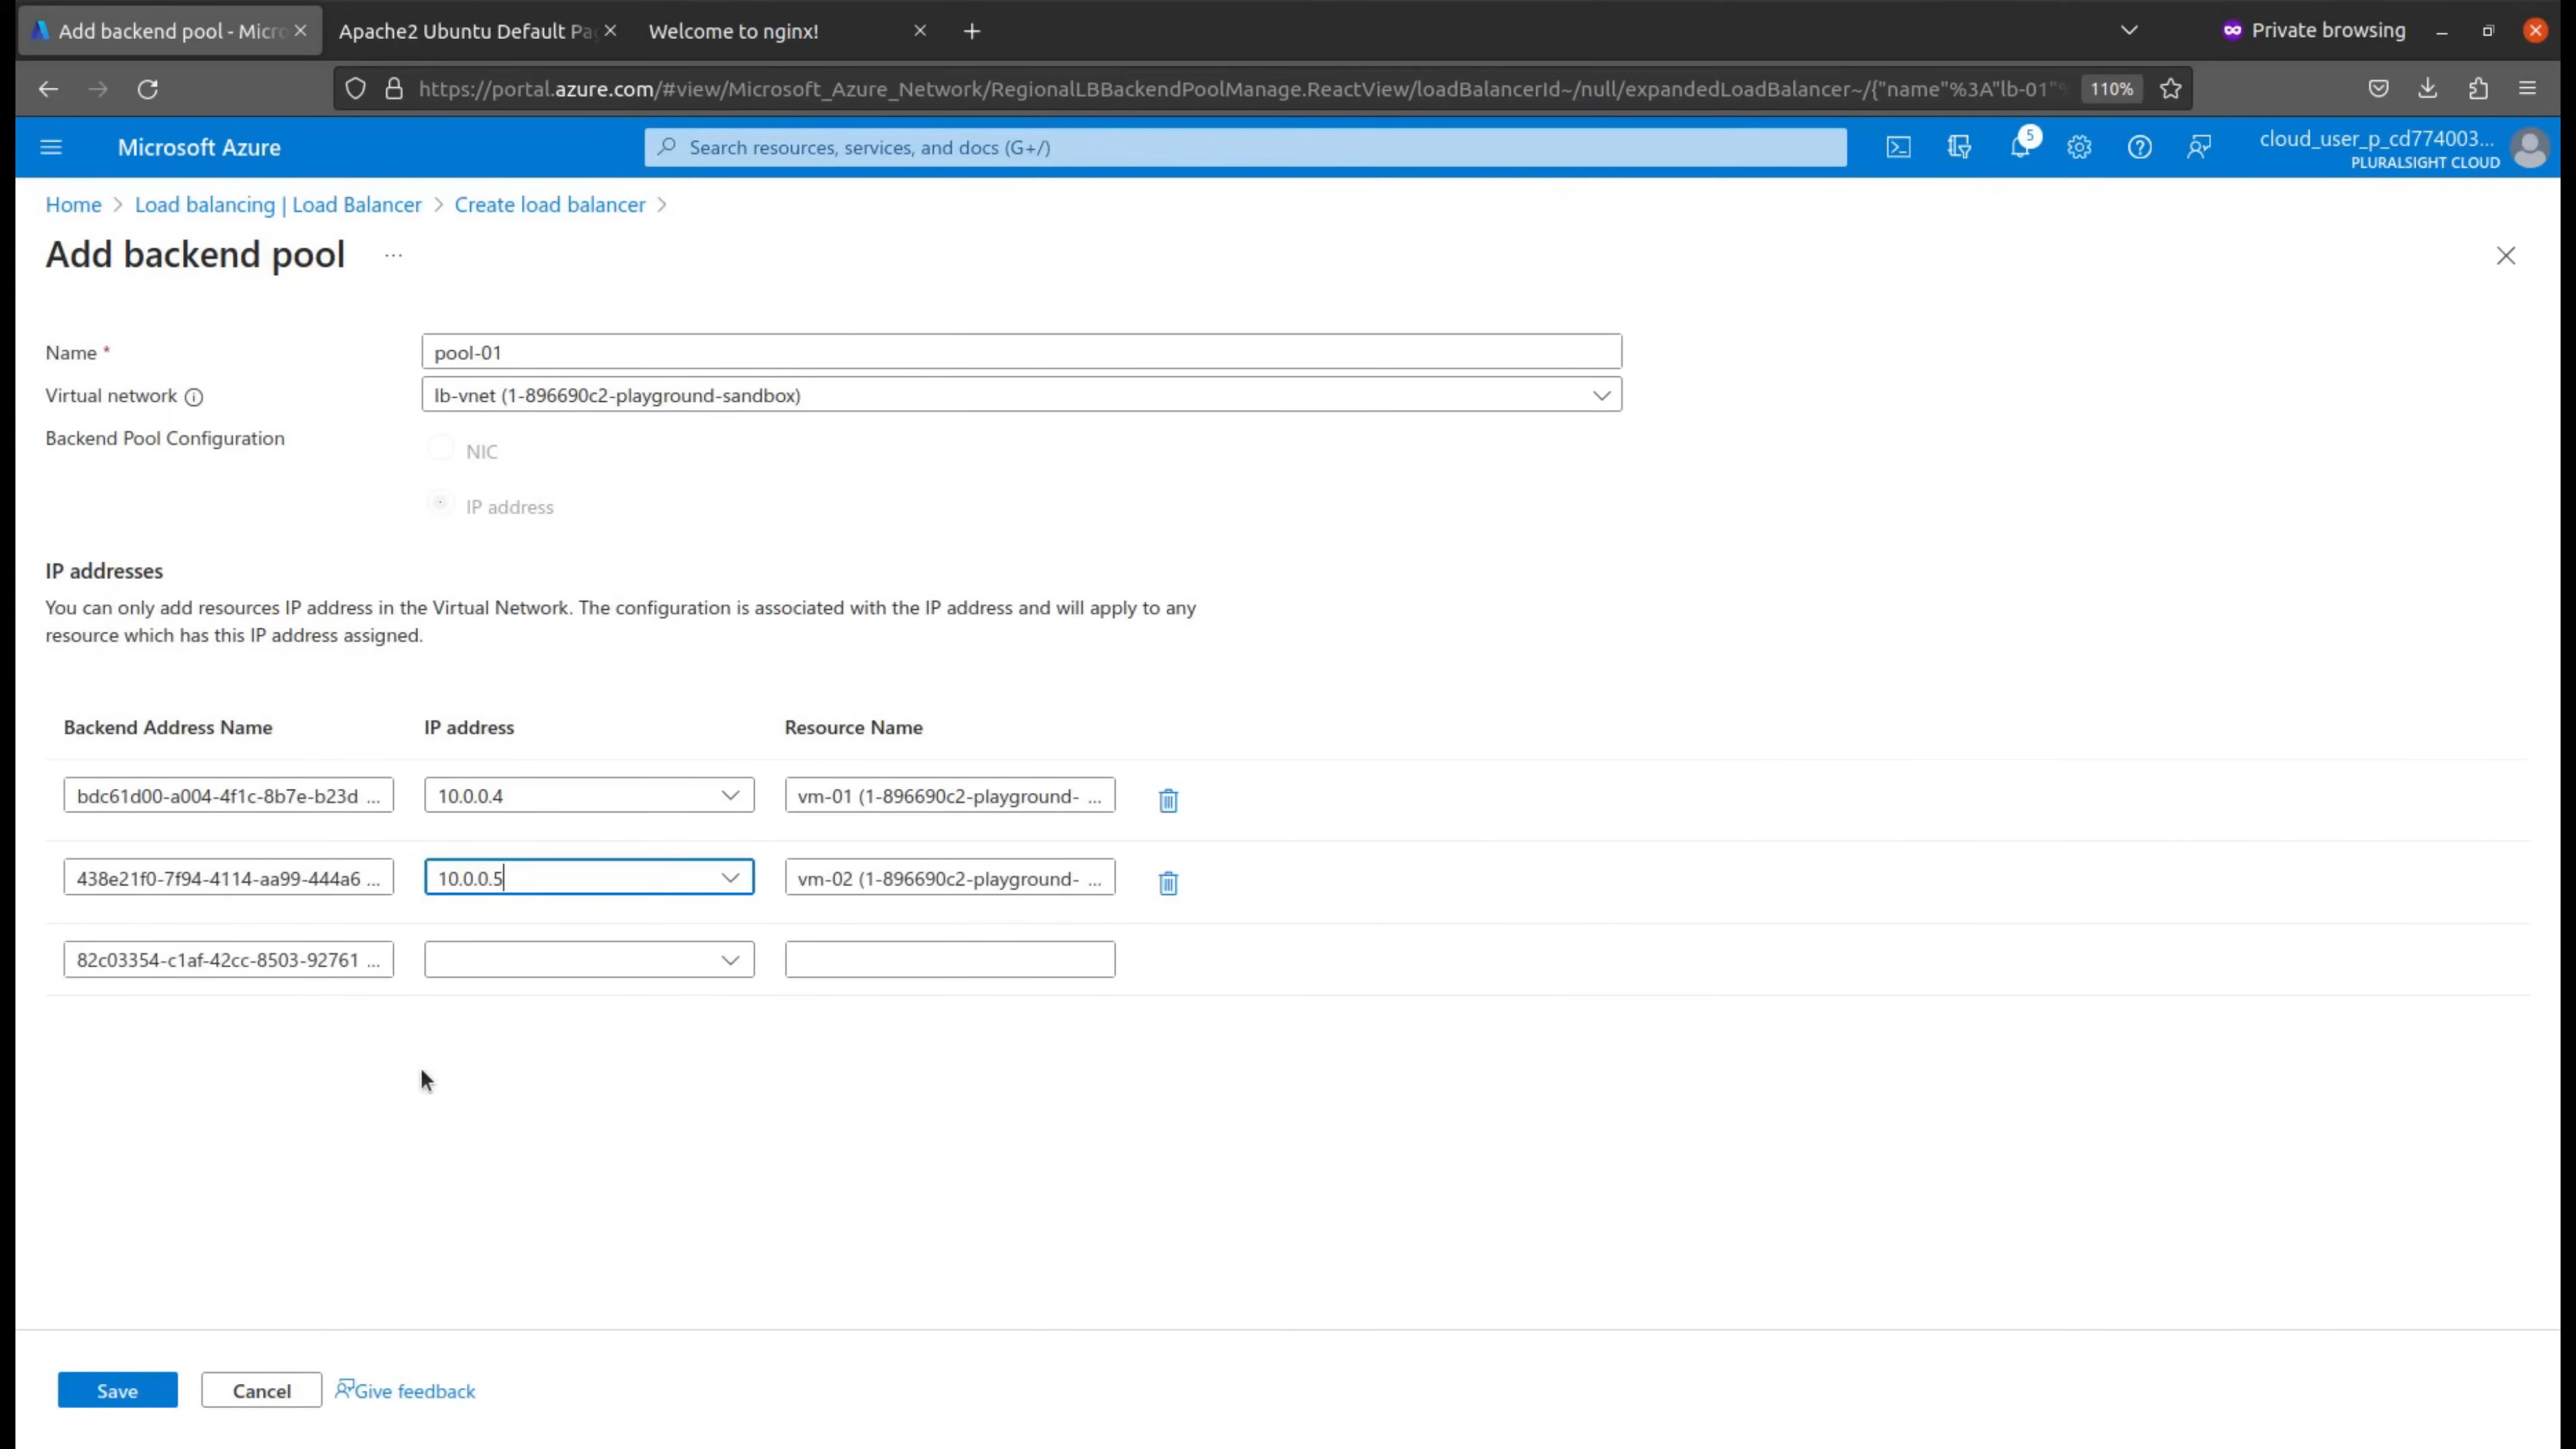 Add backend pool - Micro
Apache2 Ubuntu Default Pa
Welcome to nginx!
Private browsing
https://portal.azure.com/#view/Microsoft_Azure_Network/RegionalLBBackendPoolManage.ReactView/loadBalancerId~/null/expandedLoadBalancer~/{"name"%3A"lb-01"%
110%
Microsoft Azure
Search resources, services, and docs (G+/)
5
cloud_user_p_cd774003...
PLURALSIGHT CLOUD
Home > Load balancing | Load Balancer > Create load balancer >
Add backend pool ...
Name *
pool-01
Virtual network
lb-vnet (1-896690c2-playground-sandbox)
Backend Pool Configuration
NIC
IP address
IP addresses
You can only add resources IP address in the Virtual Network. The configuration is associated with the IP address and will apply to any
resource which has this IP address assigned.
Backend Address Name IP address Resource Name
bdc61d00-a004-4f1c-8b7e-b23d ... 10.0.0.4 vm-01 (1-896690c2-playground- ...
438e21f0-7f94-4114-aa99-444a6 ... 10.0.0.5 vm-02 (1-896690c2-playground- ...
82c03354-c1af-42cc-8503-92761 ...
Save Cancel Give feedback